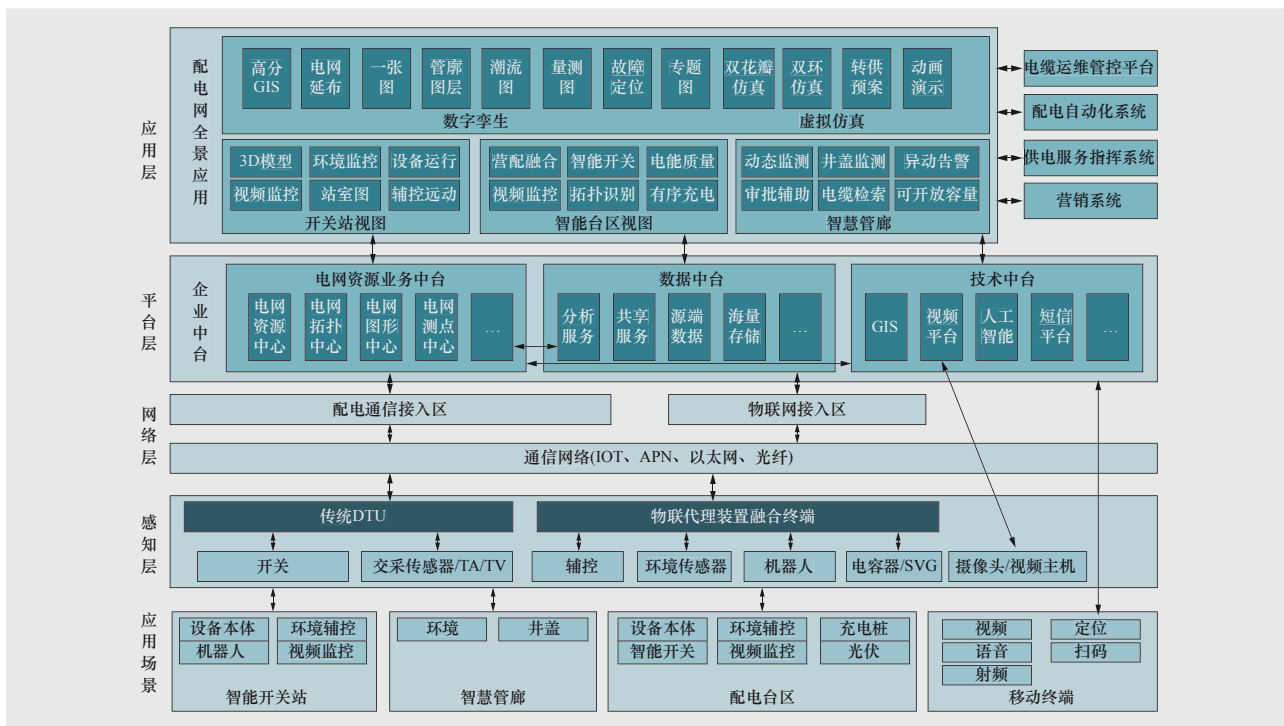 应用层
配电网全景应用
高分GIS
电网延布
一张图
管廓图层
潮流图
量测图
故障定位
专题图
双花瓣仿真
双环仿真
转供预案
动画演示
数字孪生
虚拟仿真
3D模型
环境监控
设备运行
视频监控
站室图
辅控远动
开关站视图
营配融合
智能开关
电能质量
视频监控
拓扑识别
有序充电
智能台区视图
动态监测
井盖监测
异动告警
审批辅助
电缆检索
可开放容量
智慧管廊
电缆运维管控平台
配电自动化系统
供电服务指挥系统
营销系统
平台层
企业中台
电网资源业务中台
电网资源中心
电网拓扑中心
电网图形中心
电网测点中心
…
数据中台
分析服务
共享服务
源端数据
海量存储
…
技术中台
GIS
视频平台
人工智能
短信平台
…
网络层
配电通信接入区
物联网接入区
通信网络(IOT、APN、以太网、光纤)
感知层
传统DTU
物联代理装置融合终端
开关
交采传感器/TA/TV
辅控
环境传感器
机器人
电容器/SVG
摄像头/视频主机
应用场景
设备本体
环境辅控
机器人
视频监控
智能开关站
环境
井盖
智慧管廊
设备本体
环境辅控
充电桩
智能开关
视频监控
光伏
配电台区
视频
定位
语音
扫码
射频
移动终端